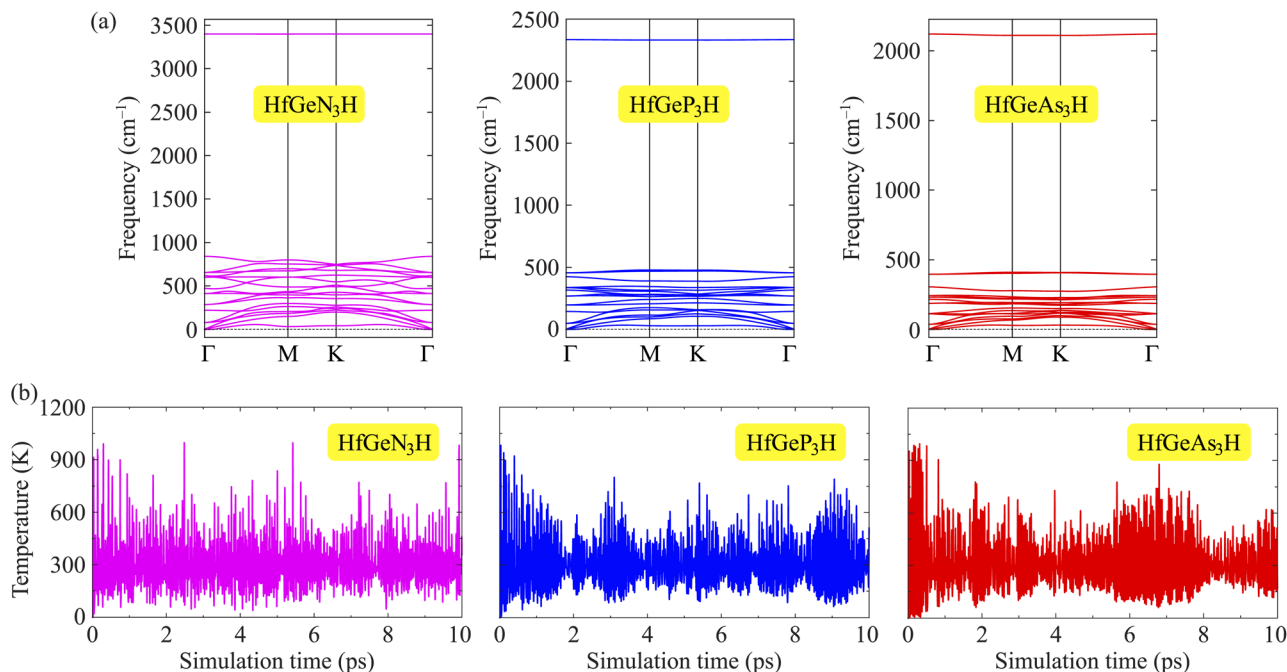 (a)
Frequency (cm⁻¹)
3500
3000
2500
2000
1500
1000
500
0
HfGeN₃H
Γ M K Γ
Frequency (cm⁻¹)
2500
2000
1500
1000
500
0
HfGeP₃H
Γ M K Γ
Frequency (cm⁻¹)
2000
1500
1000
500
0
HfGeAs₃H
Γ M K Γ
(b)
Temperature (K)
1200
900
600
300
0
HfGeN₃H
0 2 4 6 8 10
Simulation time (ps)
HfGeP₃H
0 2 4 6 8 10
Simulation time (ps)
HfGeAs₃H
0 2 4 6 8 10
Simulation time (ps)